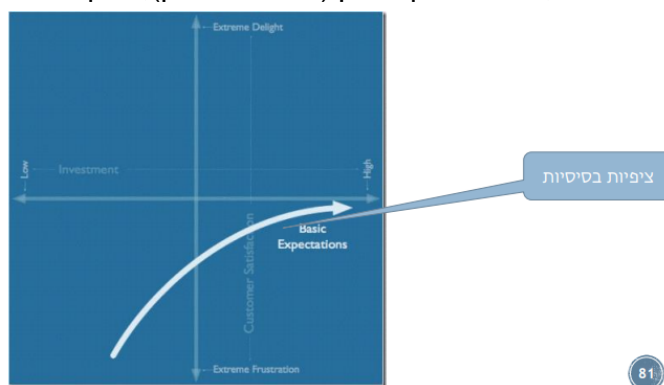 Extreme Delight
Low
Investment
High
ציפיות בסיסיות
Basic
Expectations
Customer Satisfaction
Extreme Frustration
81